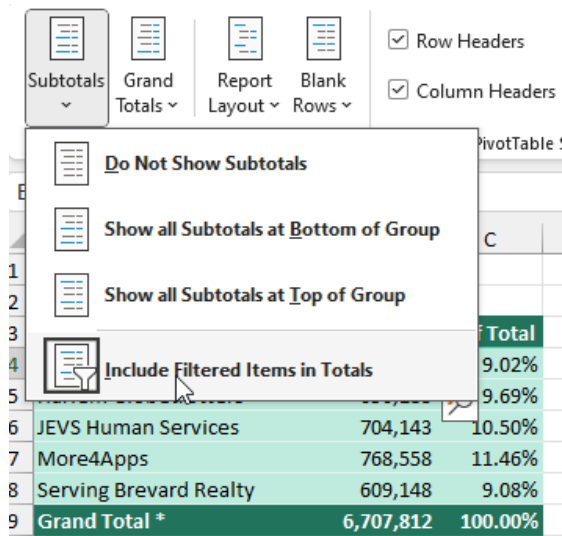 Subtotals
Grand Totals
Report Layout
Blank Rows
Row Headers
Column Headers
PivotTable
Do Not Show Subtotals
Show all Subtotals at Bottom of Group
Show all Subtotals at Top of Group
Include Filtered Items in Totals
C
1
2
3 Total
4 9.02%
5 9.69%
6 JEVS Human Services 704,143 10.50%
7 More4Apps 768,558 11.46%
8 Serving Brevard Realty 609,148 9.08%
9 Grand Total * 6,707,812 100.00%